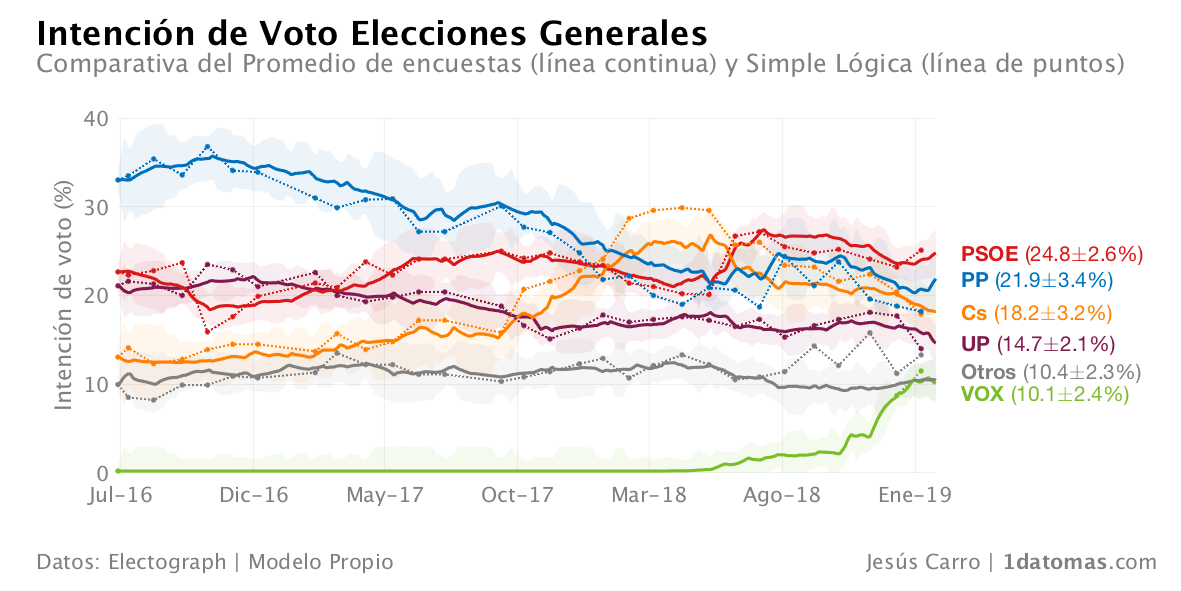 Intención de Voto Elecciones Generales
Comparativa del Promedio de encuestas (línea continua) y Simple Lógica (línea de puntos)
Intención de voto (%)
40
30
20
10
0
Jul-16 Dic-16 May-17 Oct-17 Mar-18 Ago-18 Ene-19
PSOE (24.8±2.6%)
PP (21.9±3.4%)
Cs (18.2±3.2%)
UP (14.7±2.1%)
Otros (10.4±2.3%)
VOX (10.1±2.4%)
Datos: Electograph | Modelo Propio
Jesús Carro | 1datomas.com